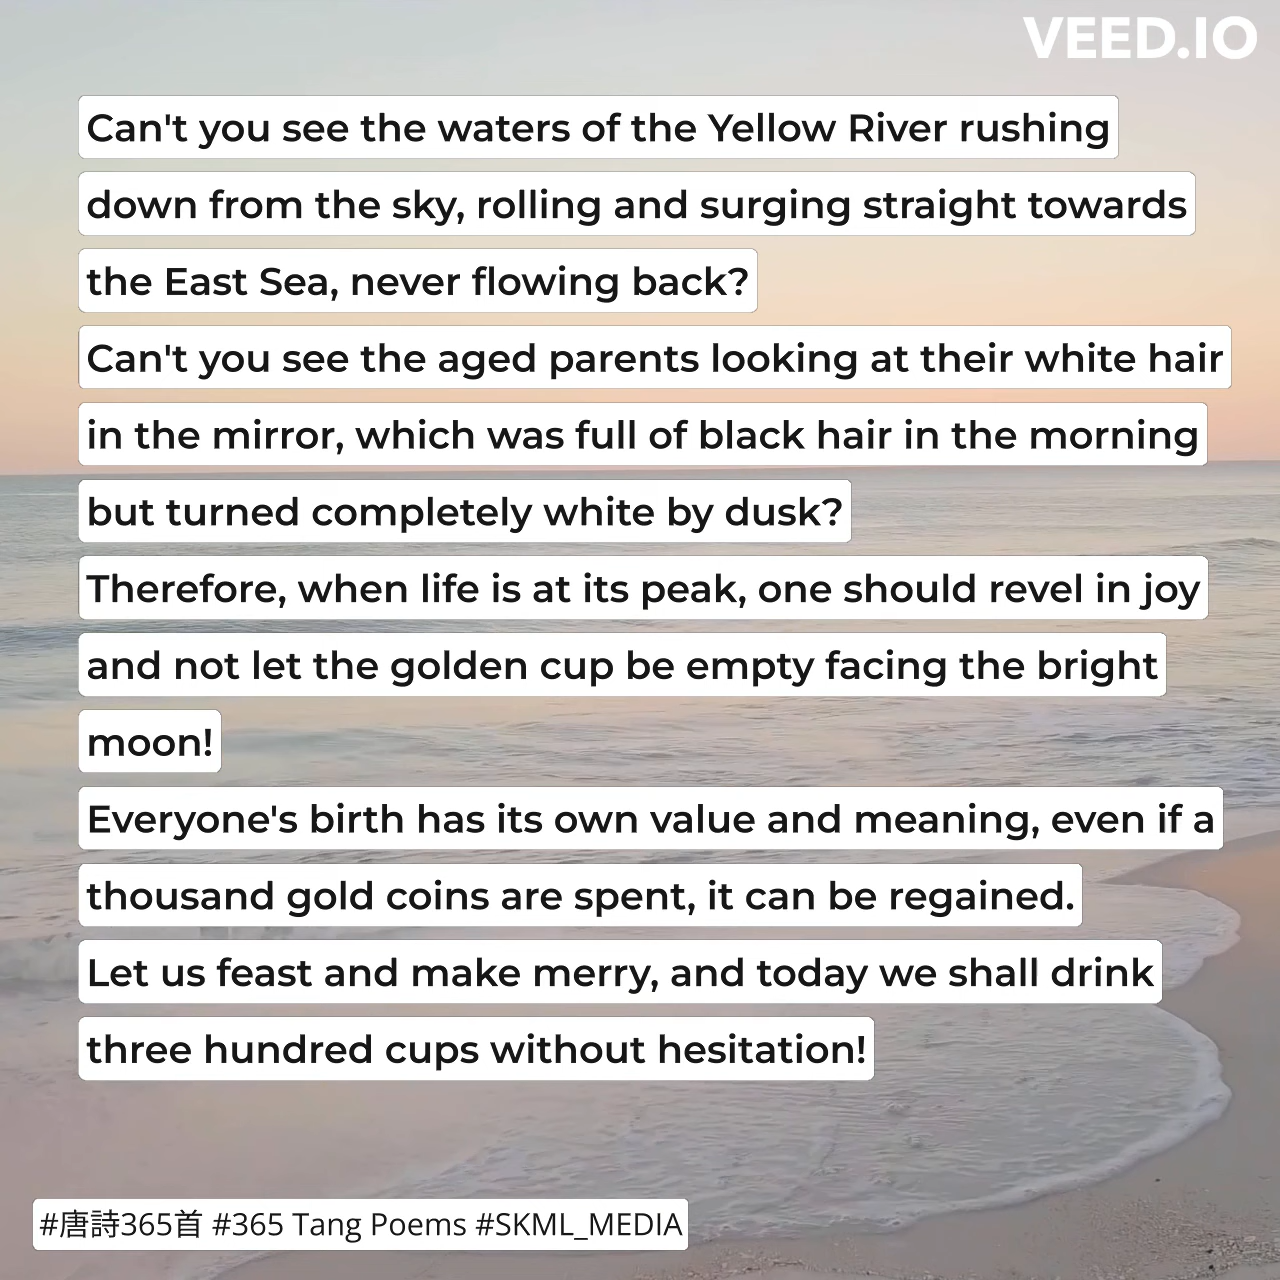 VEED.IO
Can't you see the waters of the Yellow River rushing
down from the sky, rolling and surging straight towards
the East Sea, never flowing back?
Can't you see the aged parents looking at their white hair
in the mirror, which was full of black hair in the morning
but turned completely white by dusk?
Therefore, when life is at its peak, one should revel in joy
and not let the golden cup be empty facing the bright
moon!
Everyone's birth has its own value and meaning, even if a
thousand gold coins are spent, it can be regained.
Let us feast and make merry, and today we shall drink
three hundred cups without hesitation!
#唐詩365首 #365 Tang Poems #SKML_MEDIA